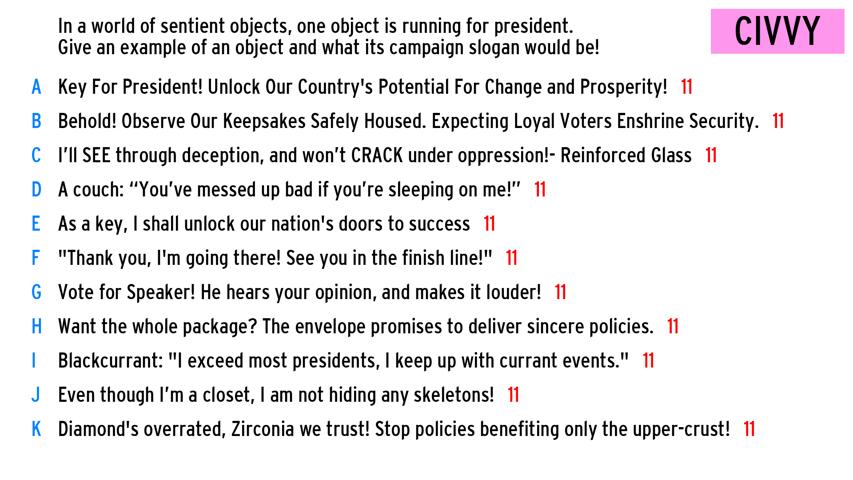 In a world of sentient objects, one object is running for president.
Give an example of an object and what its campaign slogan would be!
CIVVY
A Key For President! Unlock Our Country's Potential For Change and Prosperity! 11
B Behold! Observe Our Keepsakes Safely Housed. Expecting Loyal Voters Enshrine Security. 11
C I’ll SEE through deception, and won’t CRACK under oppression!- Reinforced Glass 11
D A couch: “You’ve messed up bad if you’re sleeping on me!” 11
E As a key, I shall unlock our nation's doors to success 11
F "Thank you, I'm going there! See you in the finish line!" 11
G Vote for Speaker! He hears your opinion, and makes it louder! 11
H Want the whole package? The envelope promises to deliver sincere policies. 11
I Blackcurrant: "I exceed most presidents, I keep up with currant events." 11
J Even though I’m a closet, I am not hiding any skeletons! 11
K Diamond's overrated, Zirconia we trust! Stop policies benefiting only the upper-crust! 11